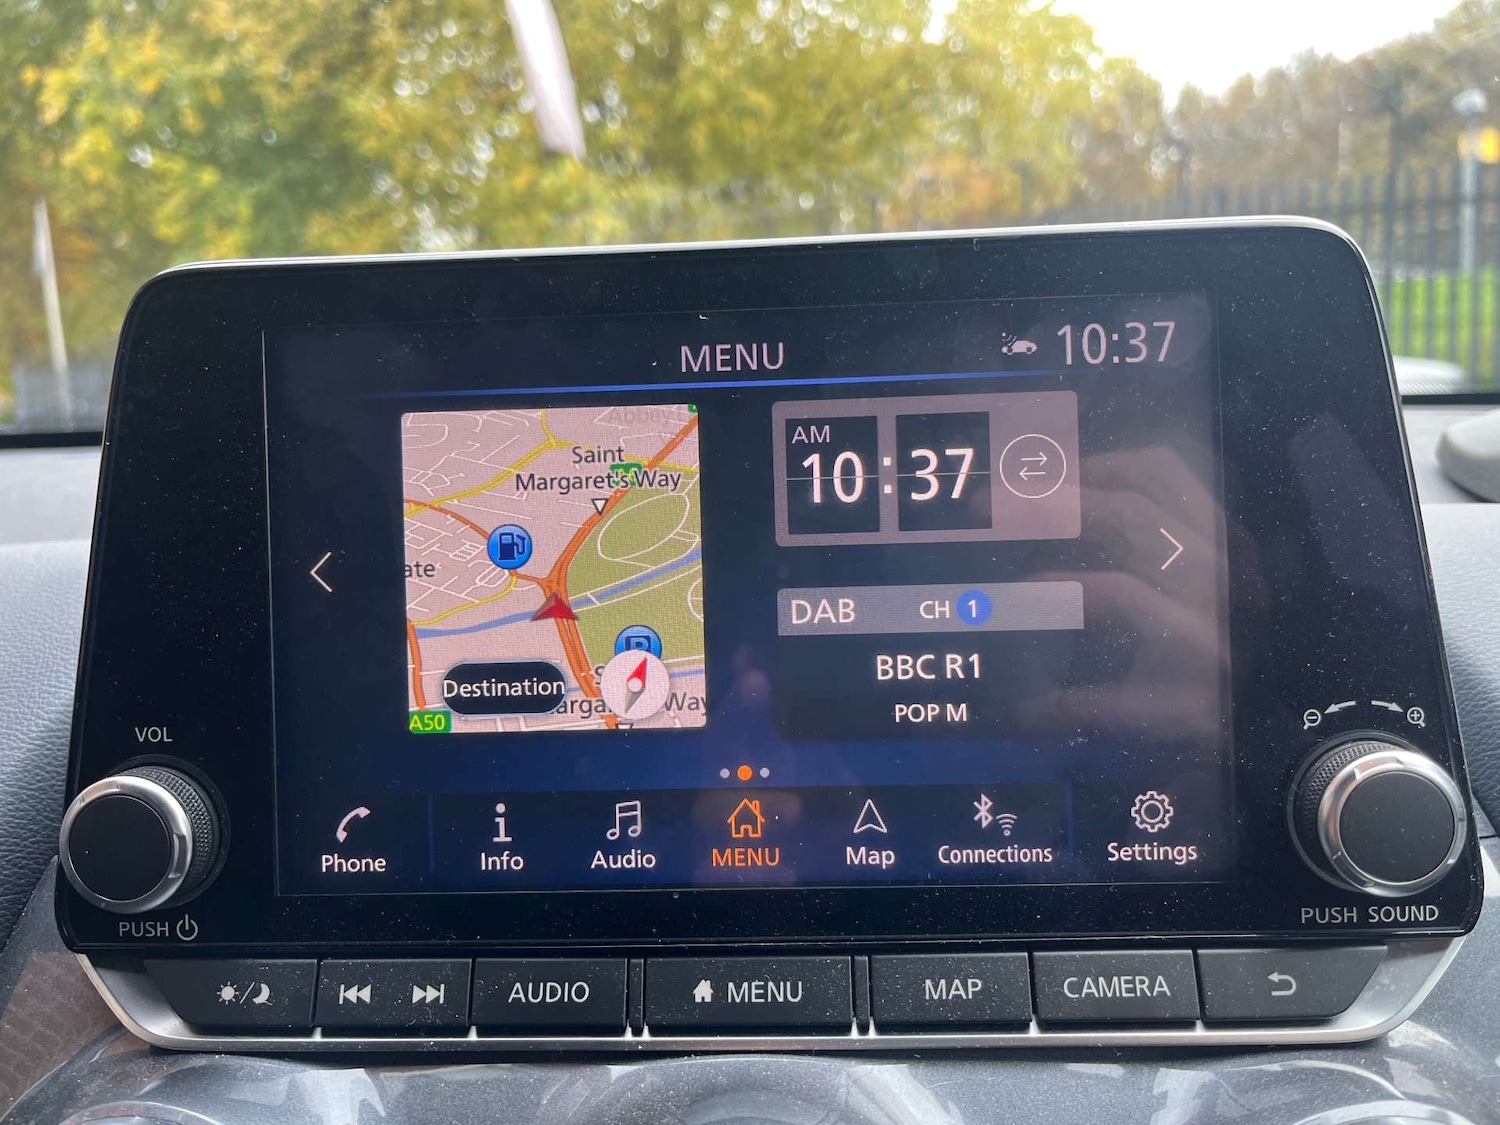 MENU
10:37
Abbey
Saint
Margaret's Way
ate
Destination
Way
A50
AM
10:37
DAB CH 1
BBC R1
POP M
VOL
PUSH
Phone
Info
Audio
MENU
Map
Connections
Settings
PUSH SOUND
AUDIO
MENU
MAP
CAMERA